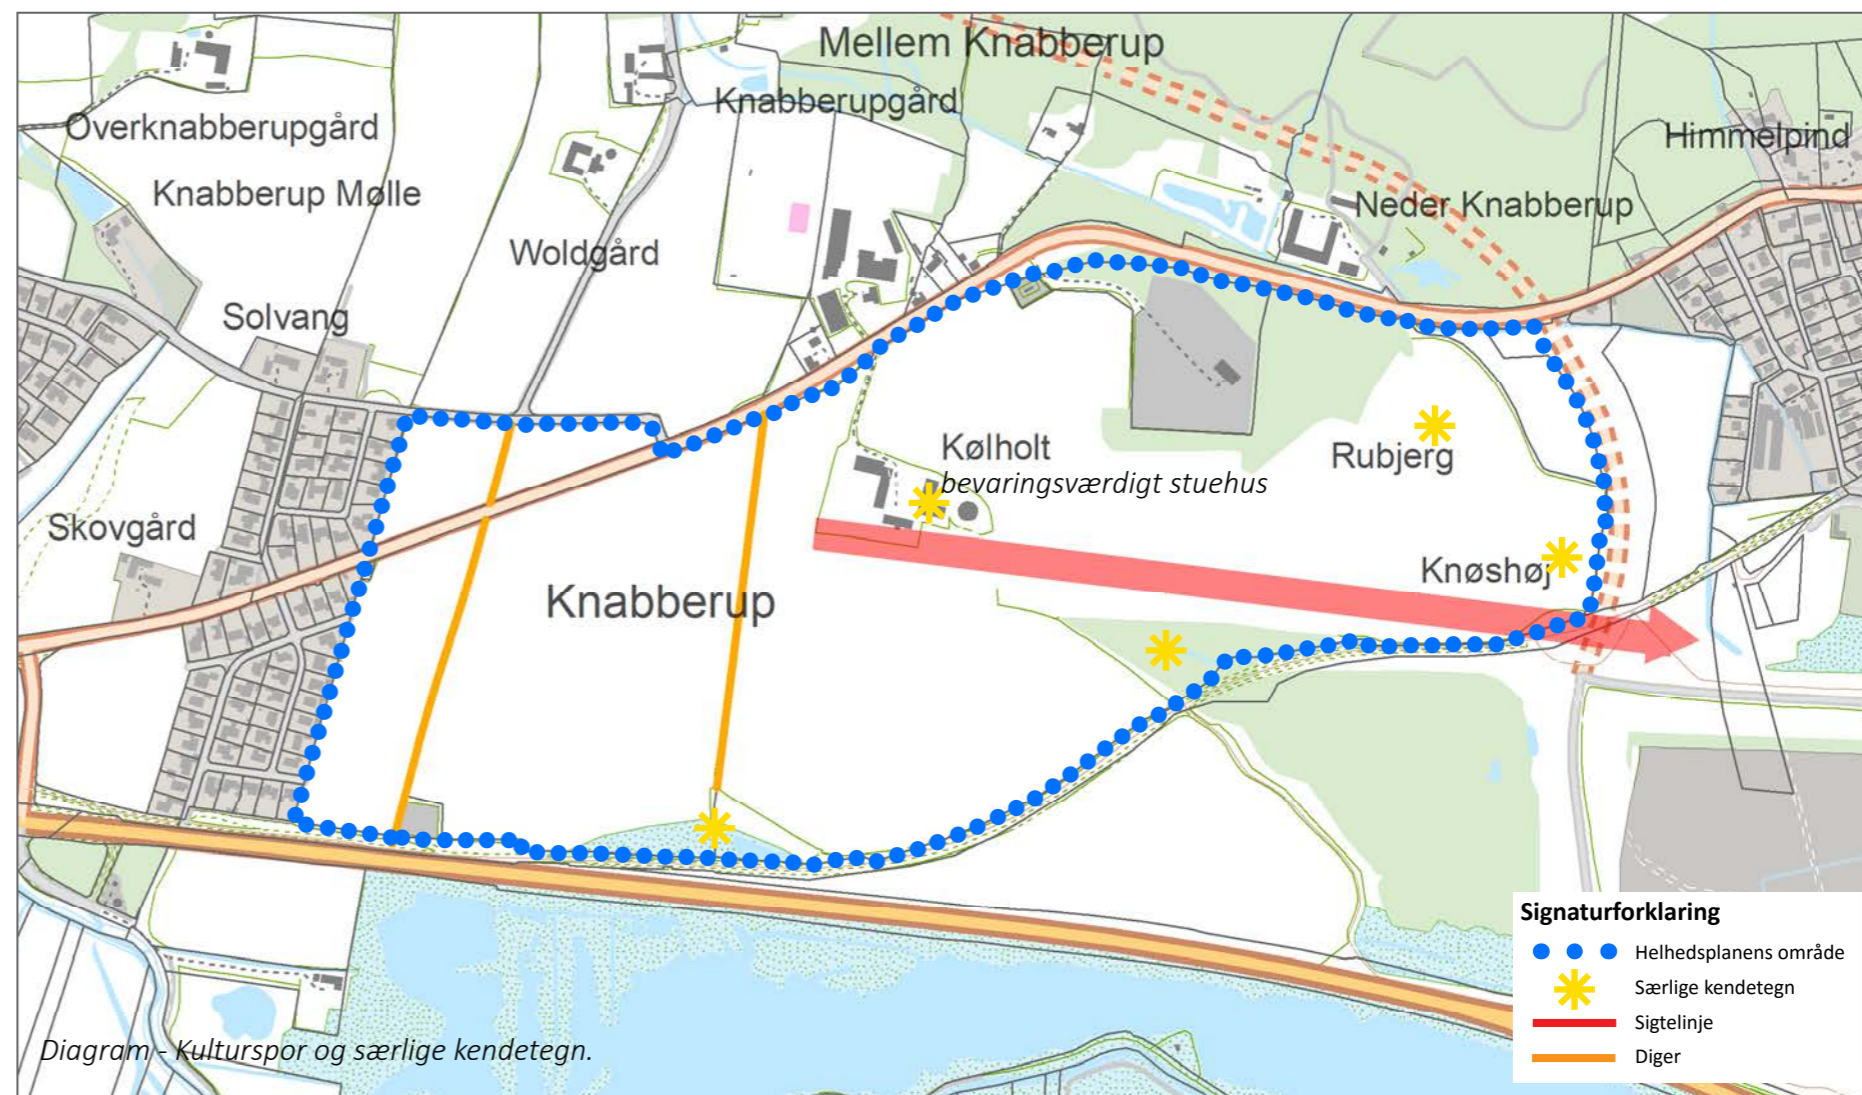 Mellem Knabberup
Knabberupgård
Overknabberupgård
Himmelpind
Knabberup Mølle
Neder Knabberup
Woldgård
Solvang
Kølholt
Rubjerg
bevaringsværdigt stuehus
Skovgård
Knøshøj
Knabberup
Signaturforklaring
Helhedsplanens område
Særlige kendetegn
Sigtelinje
Diger
Diagram - Kulturspor og særlige kendetegn.